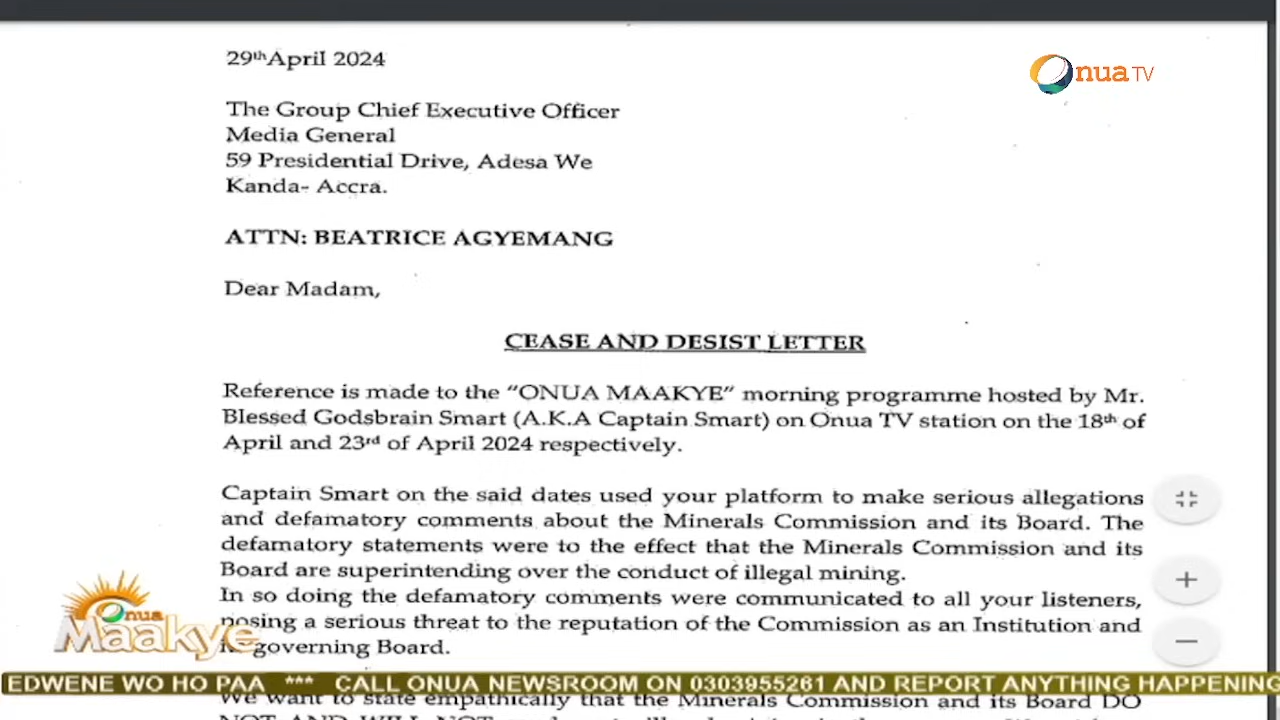 29th April 2024
Onua TV
The Group Chief Executive Officer
Media General
59 Presidential Drive, Adesa We
Kanda- Accra.
ATTN: BEATRICE AGYEMANG
Dear Madam,
CEASE AND DESIST LETTER
Reference is made to the “ONUA MAAKYE” morning programme hosted by Mr.
Blessed Godsbrain Smart (A.K.A Captain Smart) on Onua TV station on the 18th of
April and 23rd of April 2024 respectively.
Captain Smart on the said dates used your platform to make serious allegations
and defamatory comments about the Minerals Commission and its Board. The
defamatory statements were to the effect that the Minerals Commission and its
Board are superintending over the conduct of illegal mining.
In so doing the defamatory comments were communicated to all your listeners,
posing a serious threat to the reputation of the Commission as an Institution and
governing Board.
Onua
Maakye
EDWENE WO HO PAA *** CALL ONUA NEWSROOM ON 0303955261 AND REPORT ANYTHING HAPPENING
We want to state empathically that the Minerals Commission and its Board DO
NOT AND WILL NOT